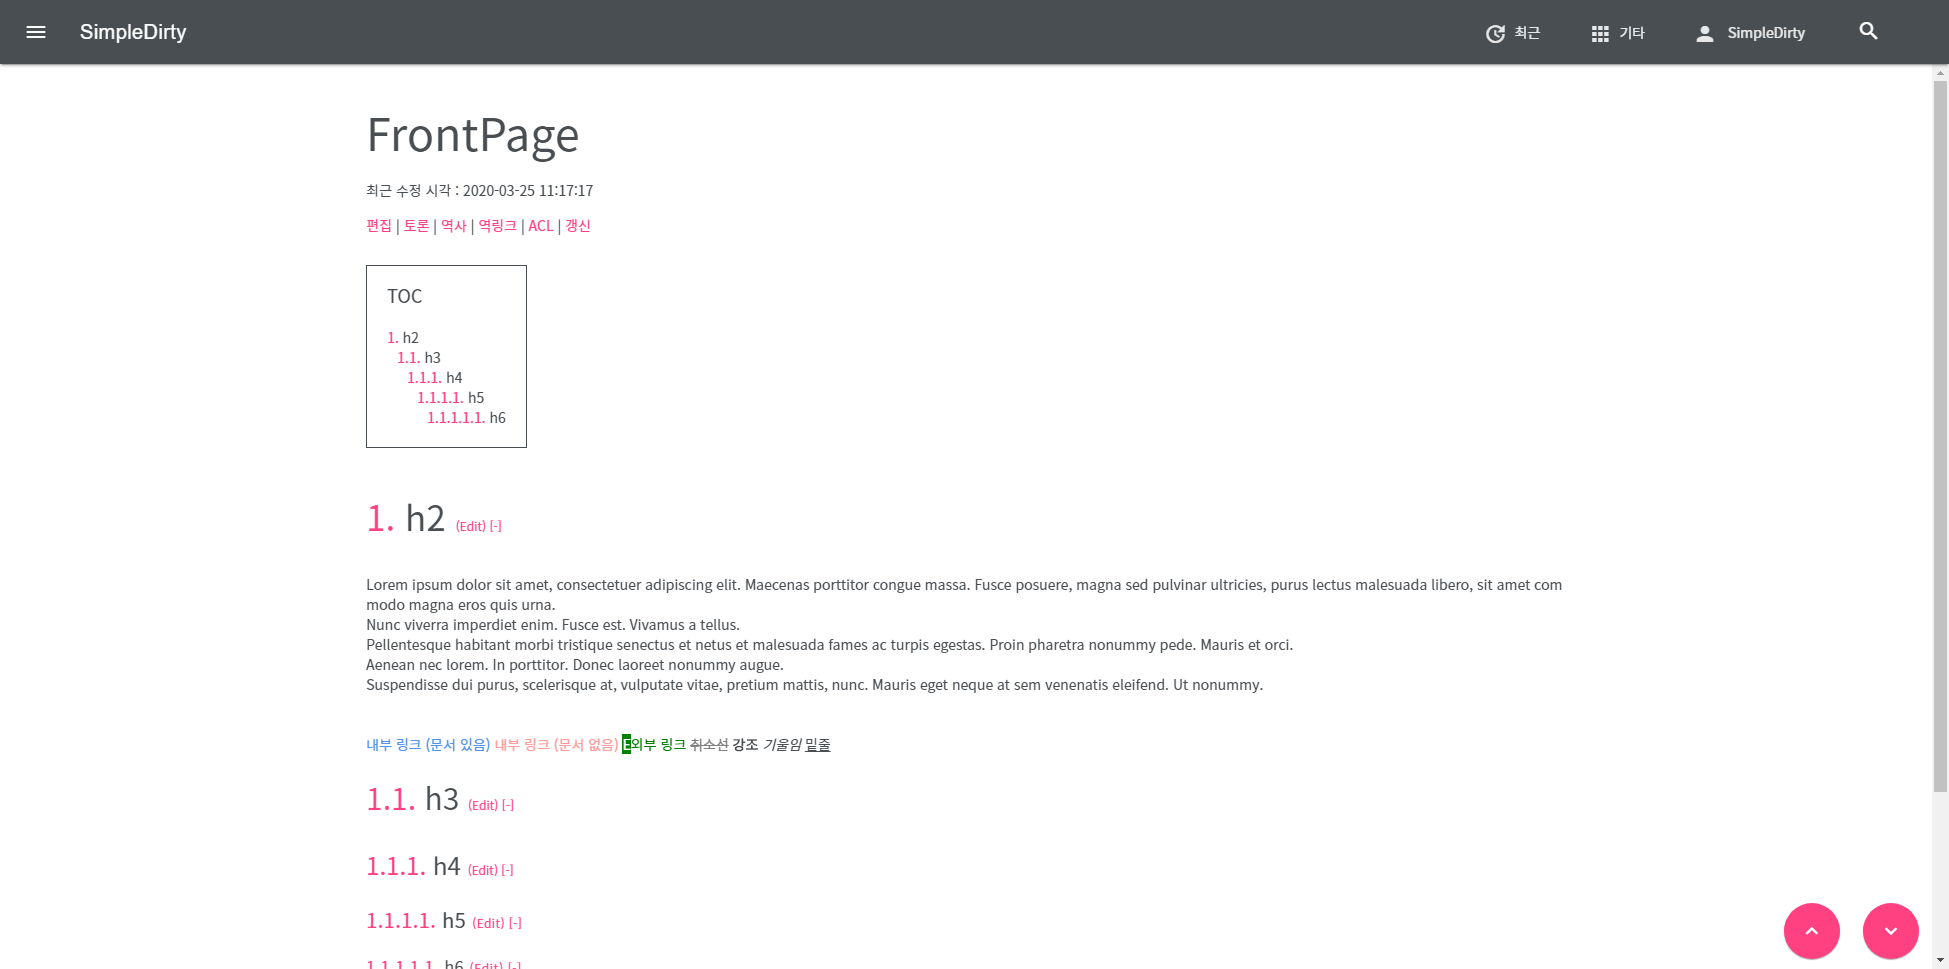 SimpleDirty 최근 기타 SimpleDirty
FrontPage
최근 수정 시각 : 2020-03-25 11:17:17
편집 | 토론 | 역사 | 역링크 | ACL | 갱신
TOC
1. h2
1.1. h3
1.1.1. h4
1.1.1.1. h5
1.1.1.1.1. h6
1. h2 (Edit) [-]
Lorem ipsum dolor sit amet, consectetuer adipiscing elit. Maecenas porttitor congue massa. Fusce posuere, magna sed pulvinar ultricies, purus lectus malesuada libero, sit amet com
modo magna eros quis urna.
Nunc viverra imperdiet enim. Fusce est. Vivamus a tellus.
Pellentesque habitant morbi tristique senectus et netus et malesuada fames ac turpis egestas. Proin pharetra nonummy pede. Mauris et orci.
Aenean nec lorem. In porttitor. Donec laoreet nonummy augue.
Suspendisse dui purus, scelerisque at, vulputate vitae, pretium mattis, nunc. Mauris eget neque at sem venenatis eleifend. Ut nonummy.
내부 링크 (문서 있음) 내부 링크 (문서 없음) E외부 링크 취소선 강조 기울임 밑줄
1.1. h3 (Edit) [-]
1.1.1. h4 (Edit) [-]
1.1.1.1. h5 (Edit) [-]
1.1.1.1.1. h6 (Edit) [-]